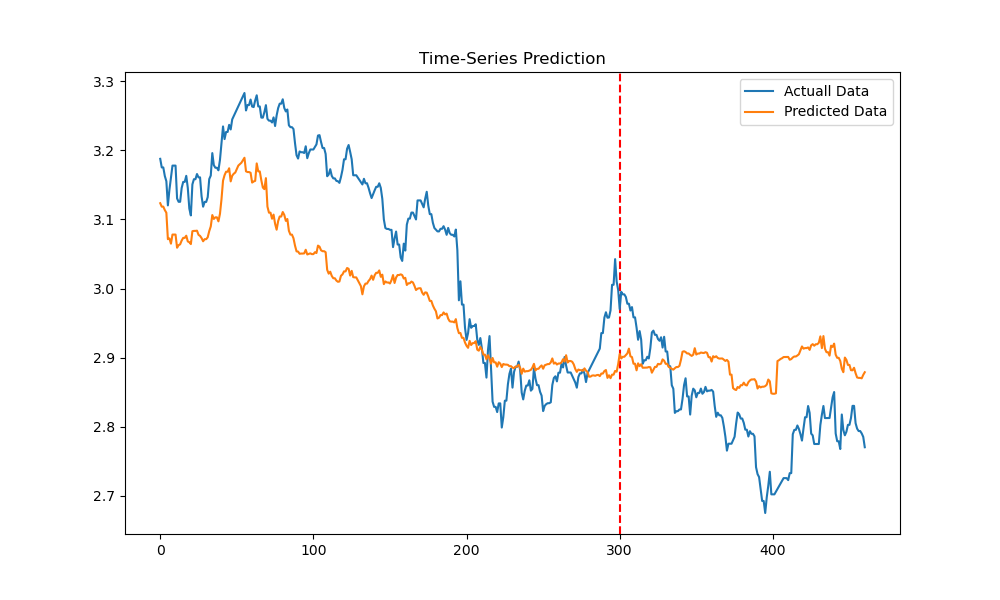 Time-Series Prediction
Actuall Data
Predicted Data
3.3
3.2
3.1
3.0
2.9
2.8
2.7
0 100 200 300 400